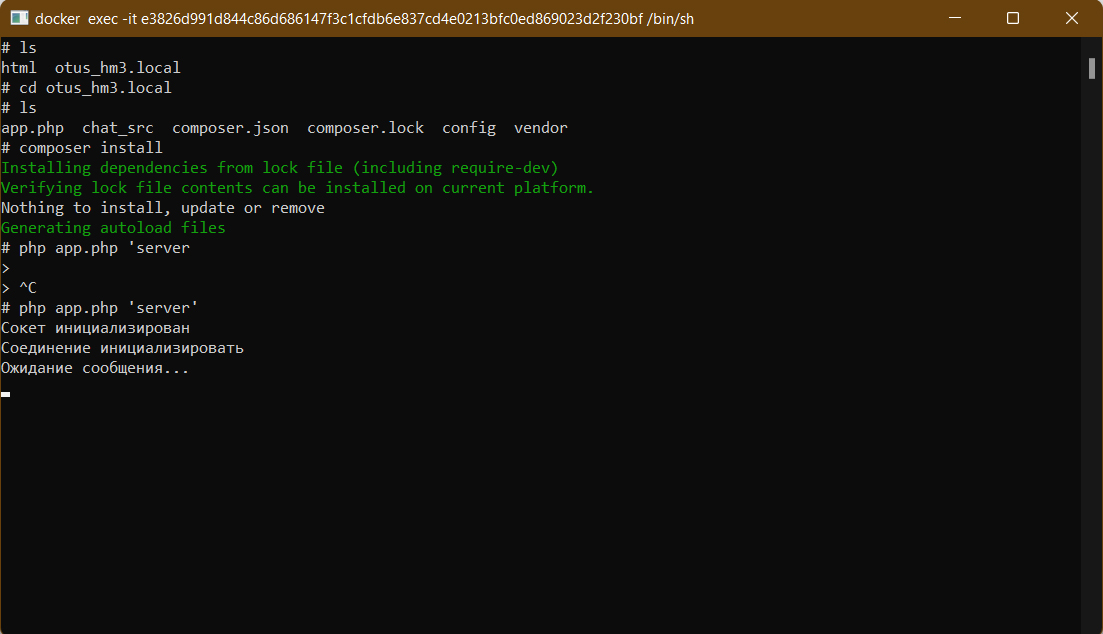 docker  exec -it e3826d991d844c86d686147f3c1cfdb6e837cd4e0213bfc0ed869023d2f230bf /bin/sh
# ls
html  otus_hm3.local
# cd otus_hm3.local
# ls
app.php  chat_src  composer.json  composer.lock  config  vendor
# composer install
Installing dependencies from lock file (including require-dev)
Verifying lock file contents can be installed on current platform.
Nothing to install, update or remove
Generating autoload files
# php app.php 'server
>
> ^C
# php app.php 'server'
Сокет инициализирован
Соединение инициализировать
Ожидание сообщения...